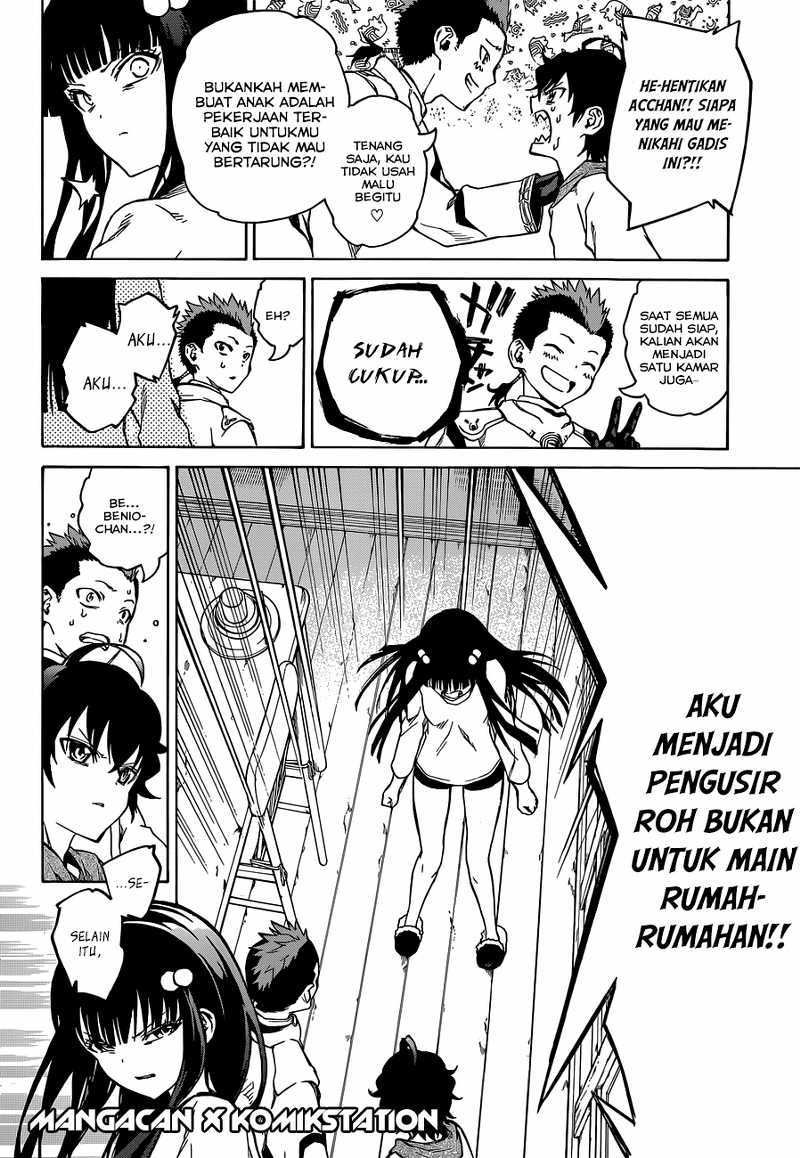 HE-HENTIKAN
ACCHAN!! SIAPA
YANG MAU ME-
NIKAHI GADIS
INI?!!
BUKANKAH MEM-
BUAT ANAK ADALAH
PEKERJAAN TER-
BAIK UNTUKMU
YANG TIDAK MAU
BERTARUNG?!
TENANG
SAJA, KAU
TIDAK USAH
MALU
BEGITU
♡
SAAT SEMUA
SUDAH SIAP,
KALIAN AKAN
MENJADI
SATU KAMAR
JUGA~
SUDAH
CUKUP...
EH?
AKU...
AKU...
AKU
MENJADI
PENGUSIR
ROH BUKAN
UNTUK MAIN
RUMAH-
RUMAHAN!!
BE...
BENIO-
CHAN...?!
...SE-
SELAIN
ITU,
MANGACAN X KOMIKSTATION